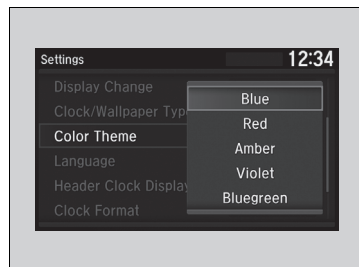 Settings
12:34
Display Change
Clock/Wallpaper Typ
Color Theme
Language
Header Clock Display
Clock Format
Blue
Red
Amber
Violet
Bluegreen